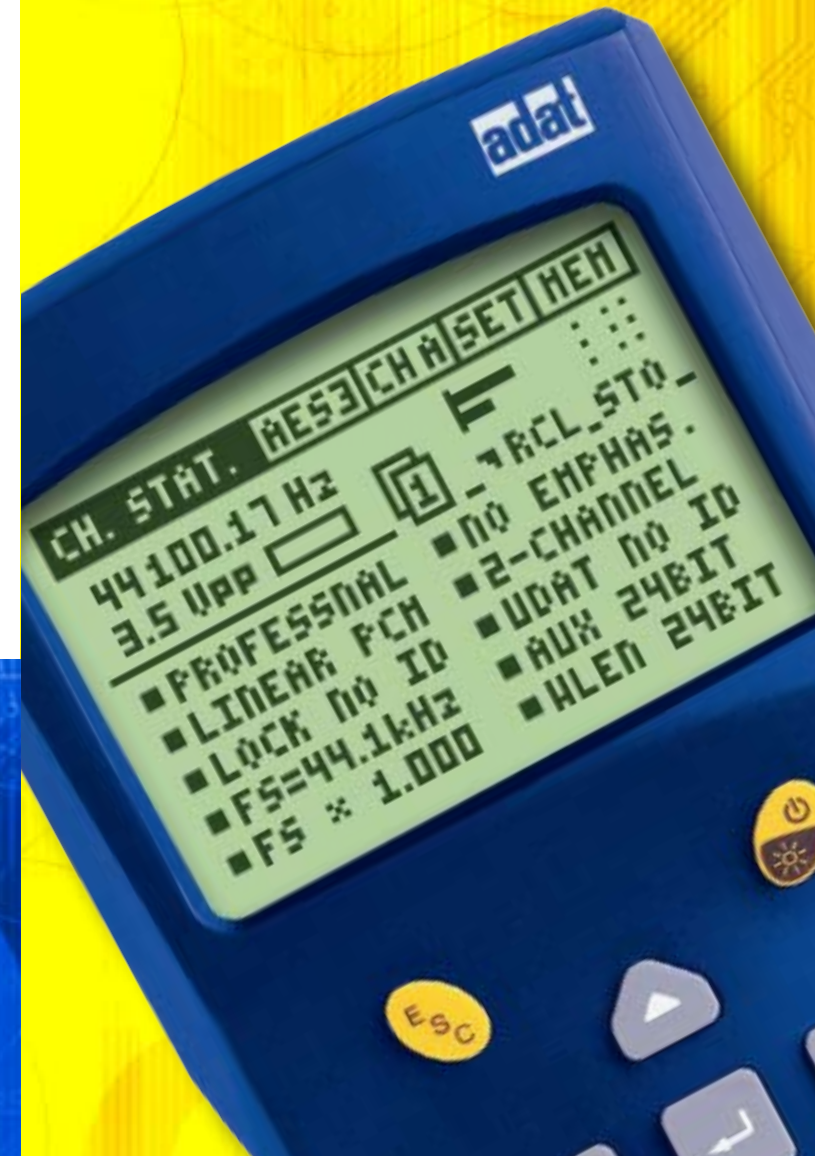 adat
CH. STAT. AES3 CH A SET MEM
44100.17 Hz
3.5 Vpp
1
RCL_STO_
PROFESSNAL
LINEAR PCM
LOCK NO ID
FS=44.1kHz
FS × 1.000
NO EMPHAS.
2-CHANNEL
UDAT NO ID
AUX 24BIT
WLEN 24BIT
ESC